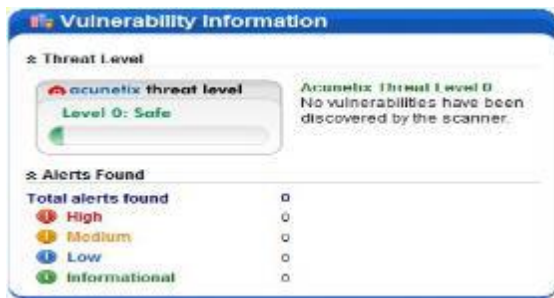 Vulnerability Information
Threat Level
acunetix threat level
Level 0: Safe
Acunetix Threat Level 0
No vulnerabilities have been
discovered by the scanner.
Alerts Found
Total alerts found 0
High 0
Medium 0
Low 0
Informational 0